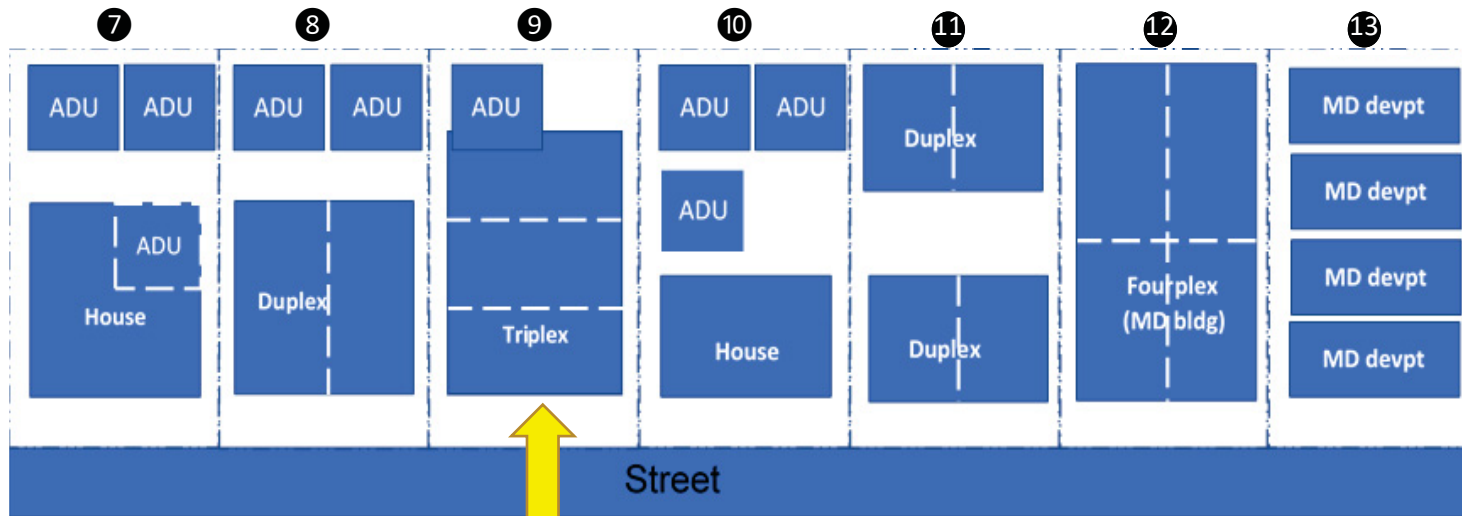 7 8 9 10 11 12 13
ADU ADU ADU ADU ADU ADU ADU MD devpt
Duplex
MD devpt
ADU
ADU
MD devpt
House Duplex Triplex House Duplex Fourplex
(MD bldg)
MD devpt
Street